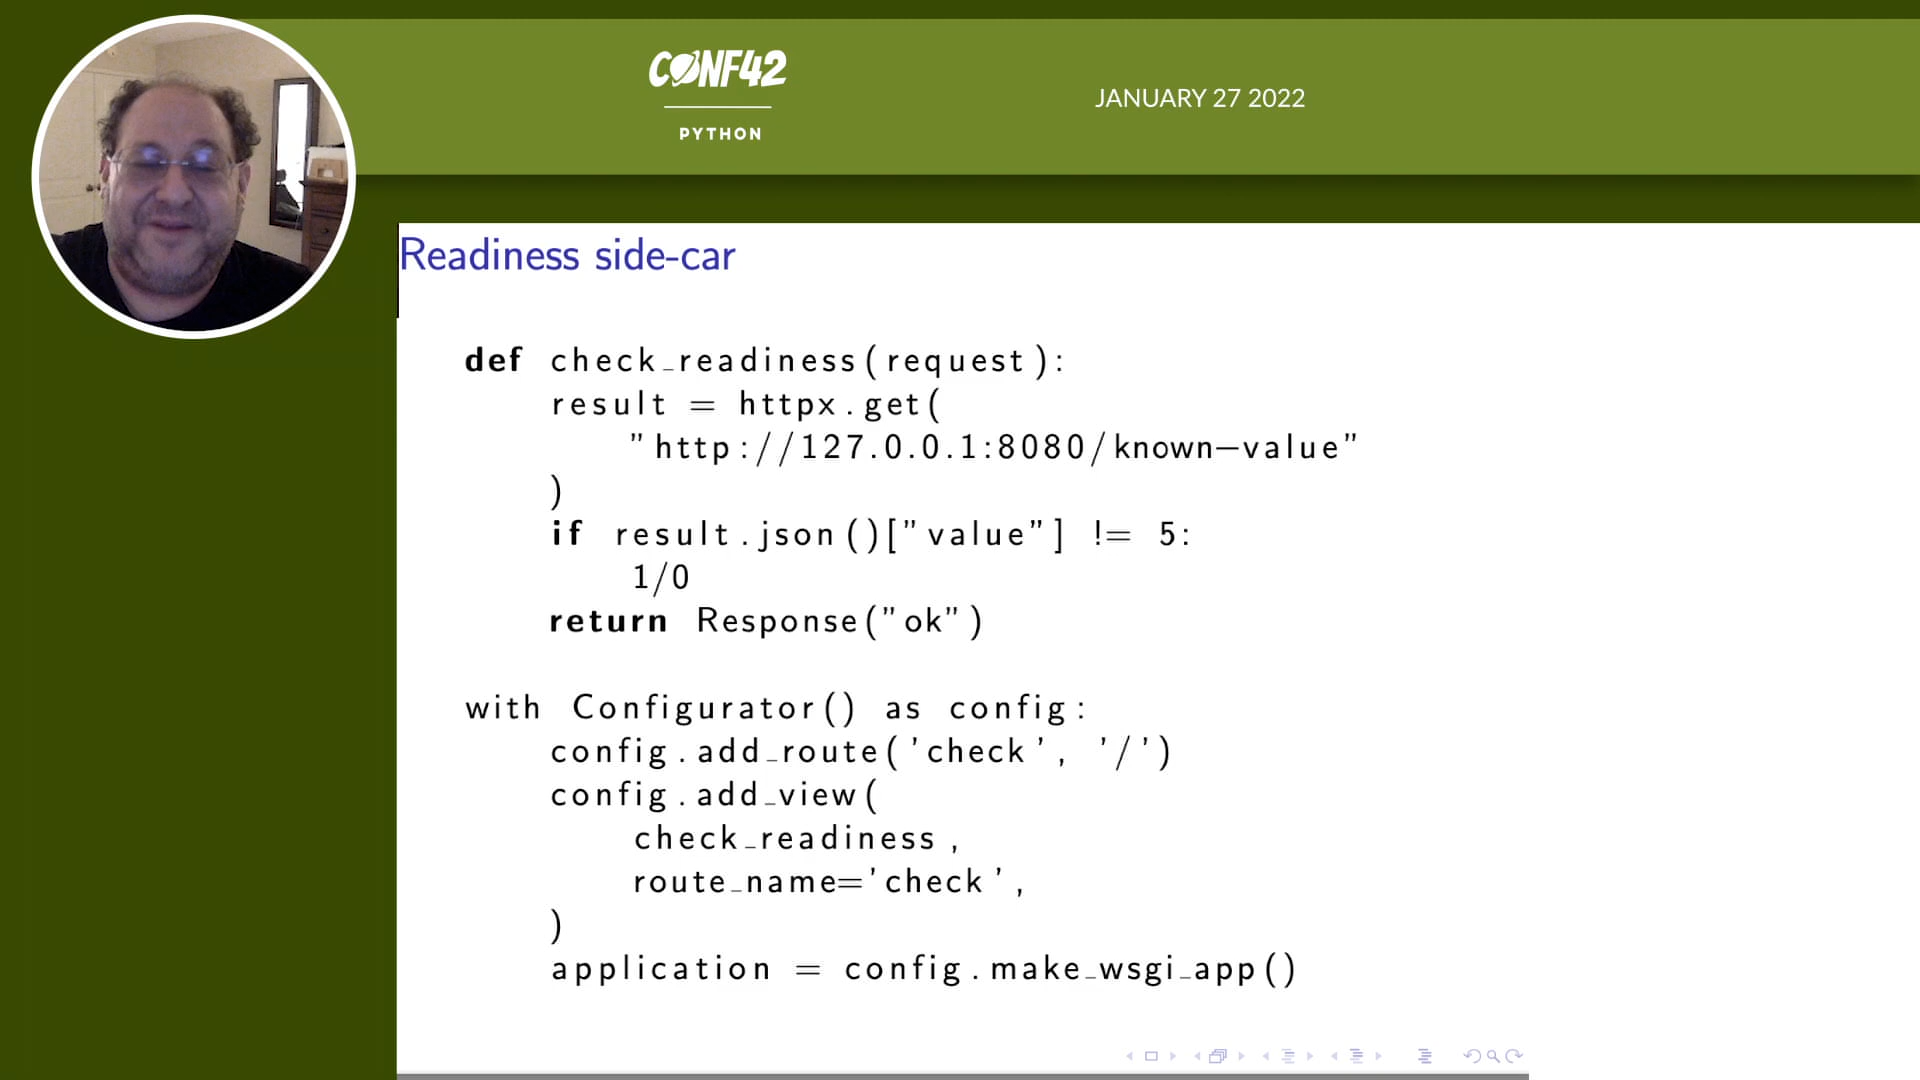 CONF42
PYTHON
JANUARY 27 2022
Readiness side-car
def check_readiness(request):
    result = httpx.get(
        "http://127.0.0.1:8080/known-value"
    )
    if result.json()["value"] != 5:
        1/0
    return Response("ok")
with Configurator() as config:
    config.add_route('check', '/')
    config.add_view(
        check_readiness,
        route_name='check',
    )
    application = config.make_wsgi_app()